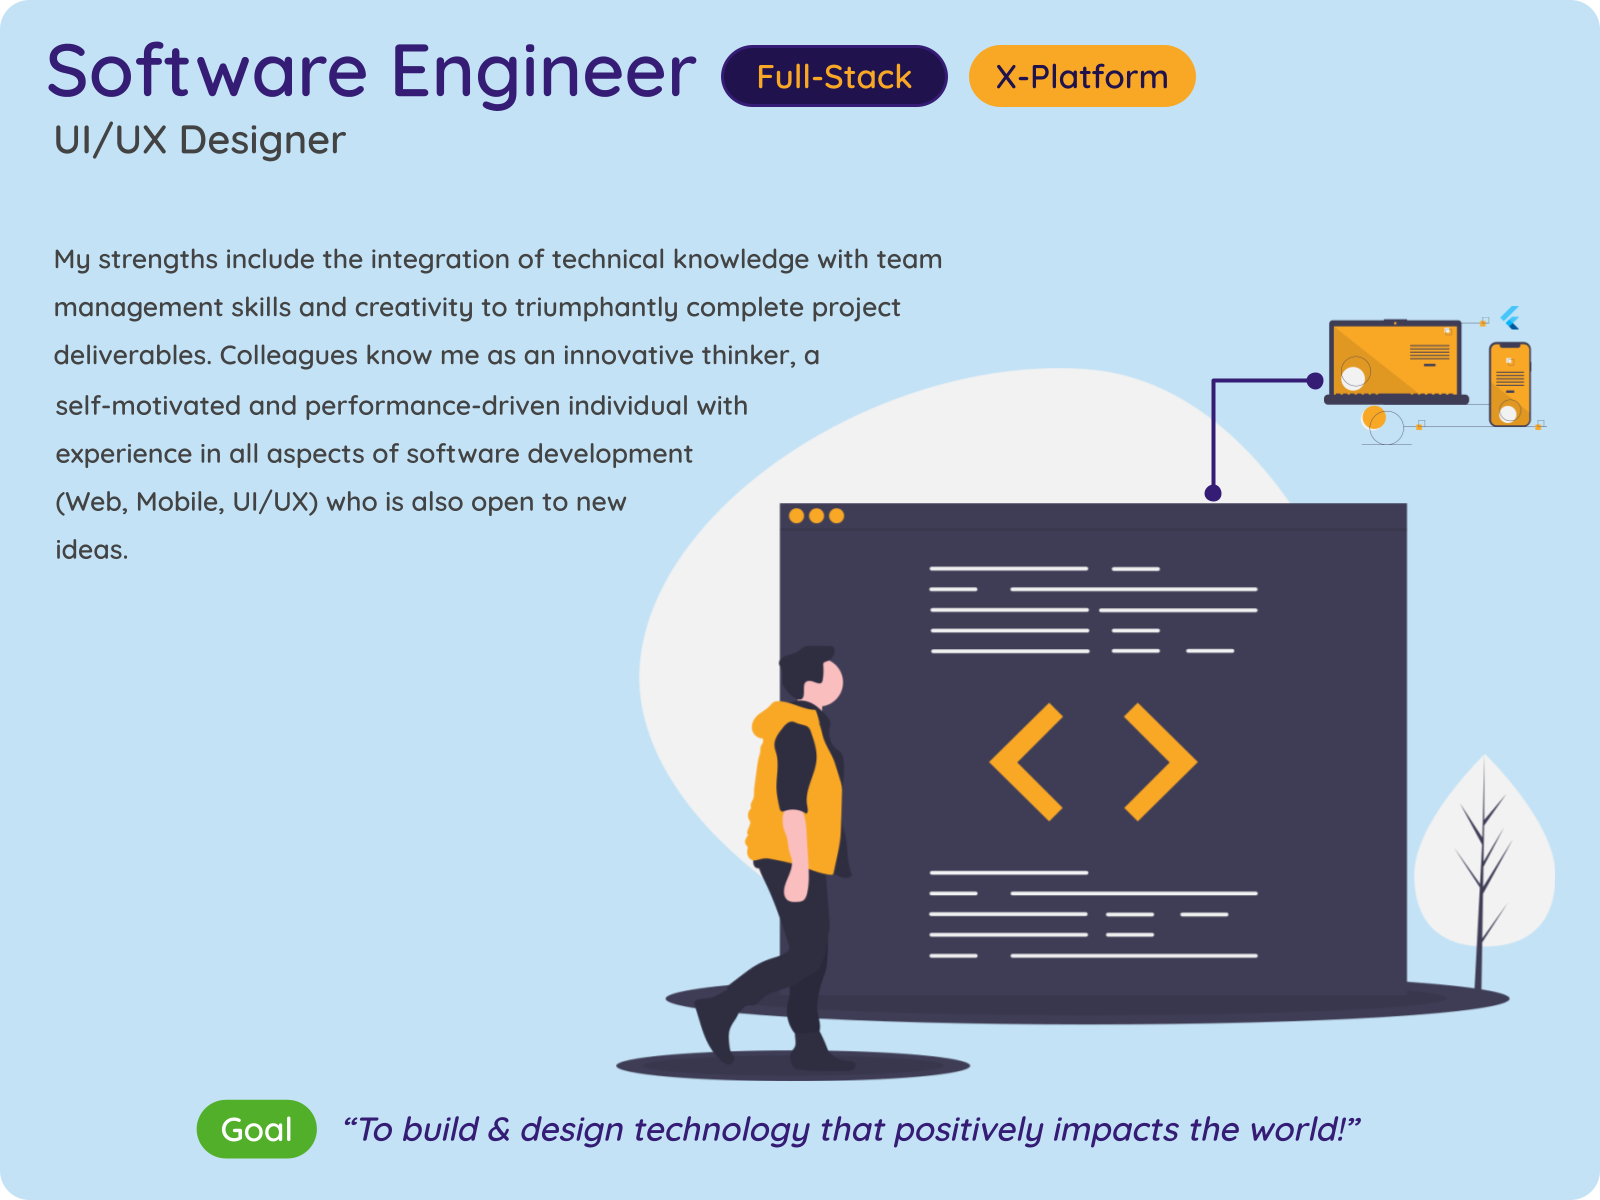 Software Engineer Full-Stack X-Platform
UI/UX Designer
My strengths include the integration of technical knowledge with team
management skills and creativity to triumphantly complete project
deliverables. Colleagues know me as an innovative thinker, a
self-motivated and performance-driven individual with
experience in all aspects of software development
(Web, Mobile, UI/UX) who is also open to new
ideas.
Goal “To build & design technology that positively impacts the world!”